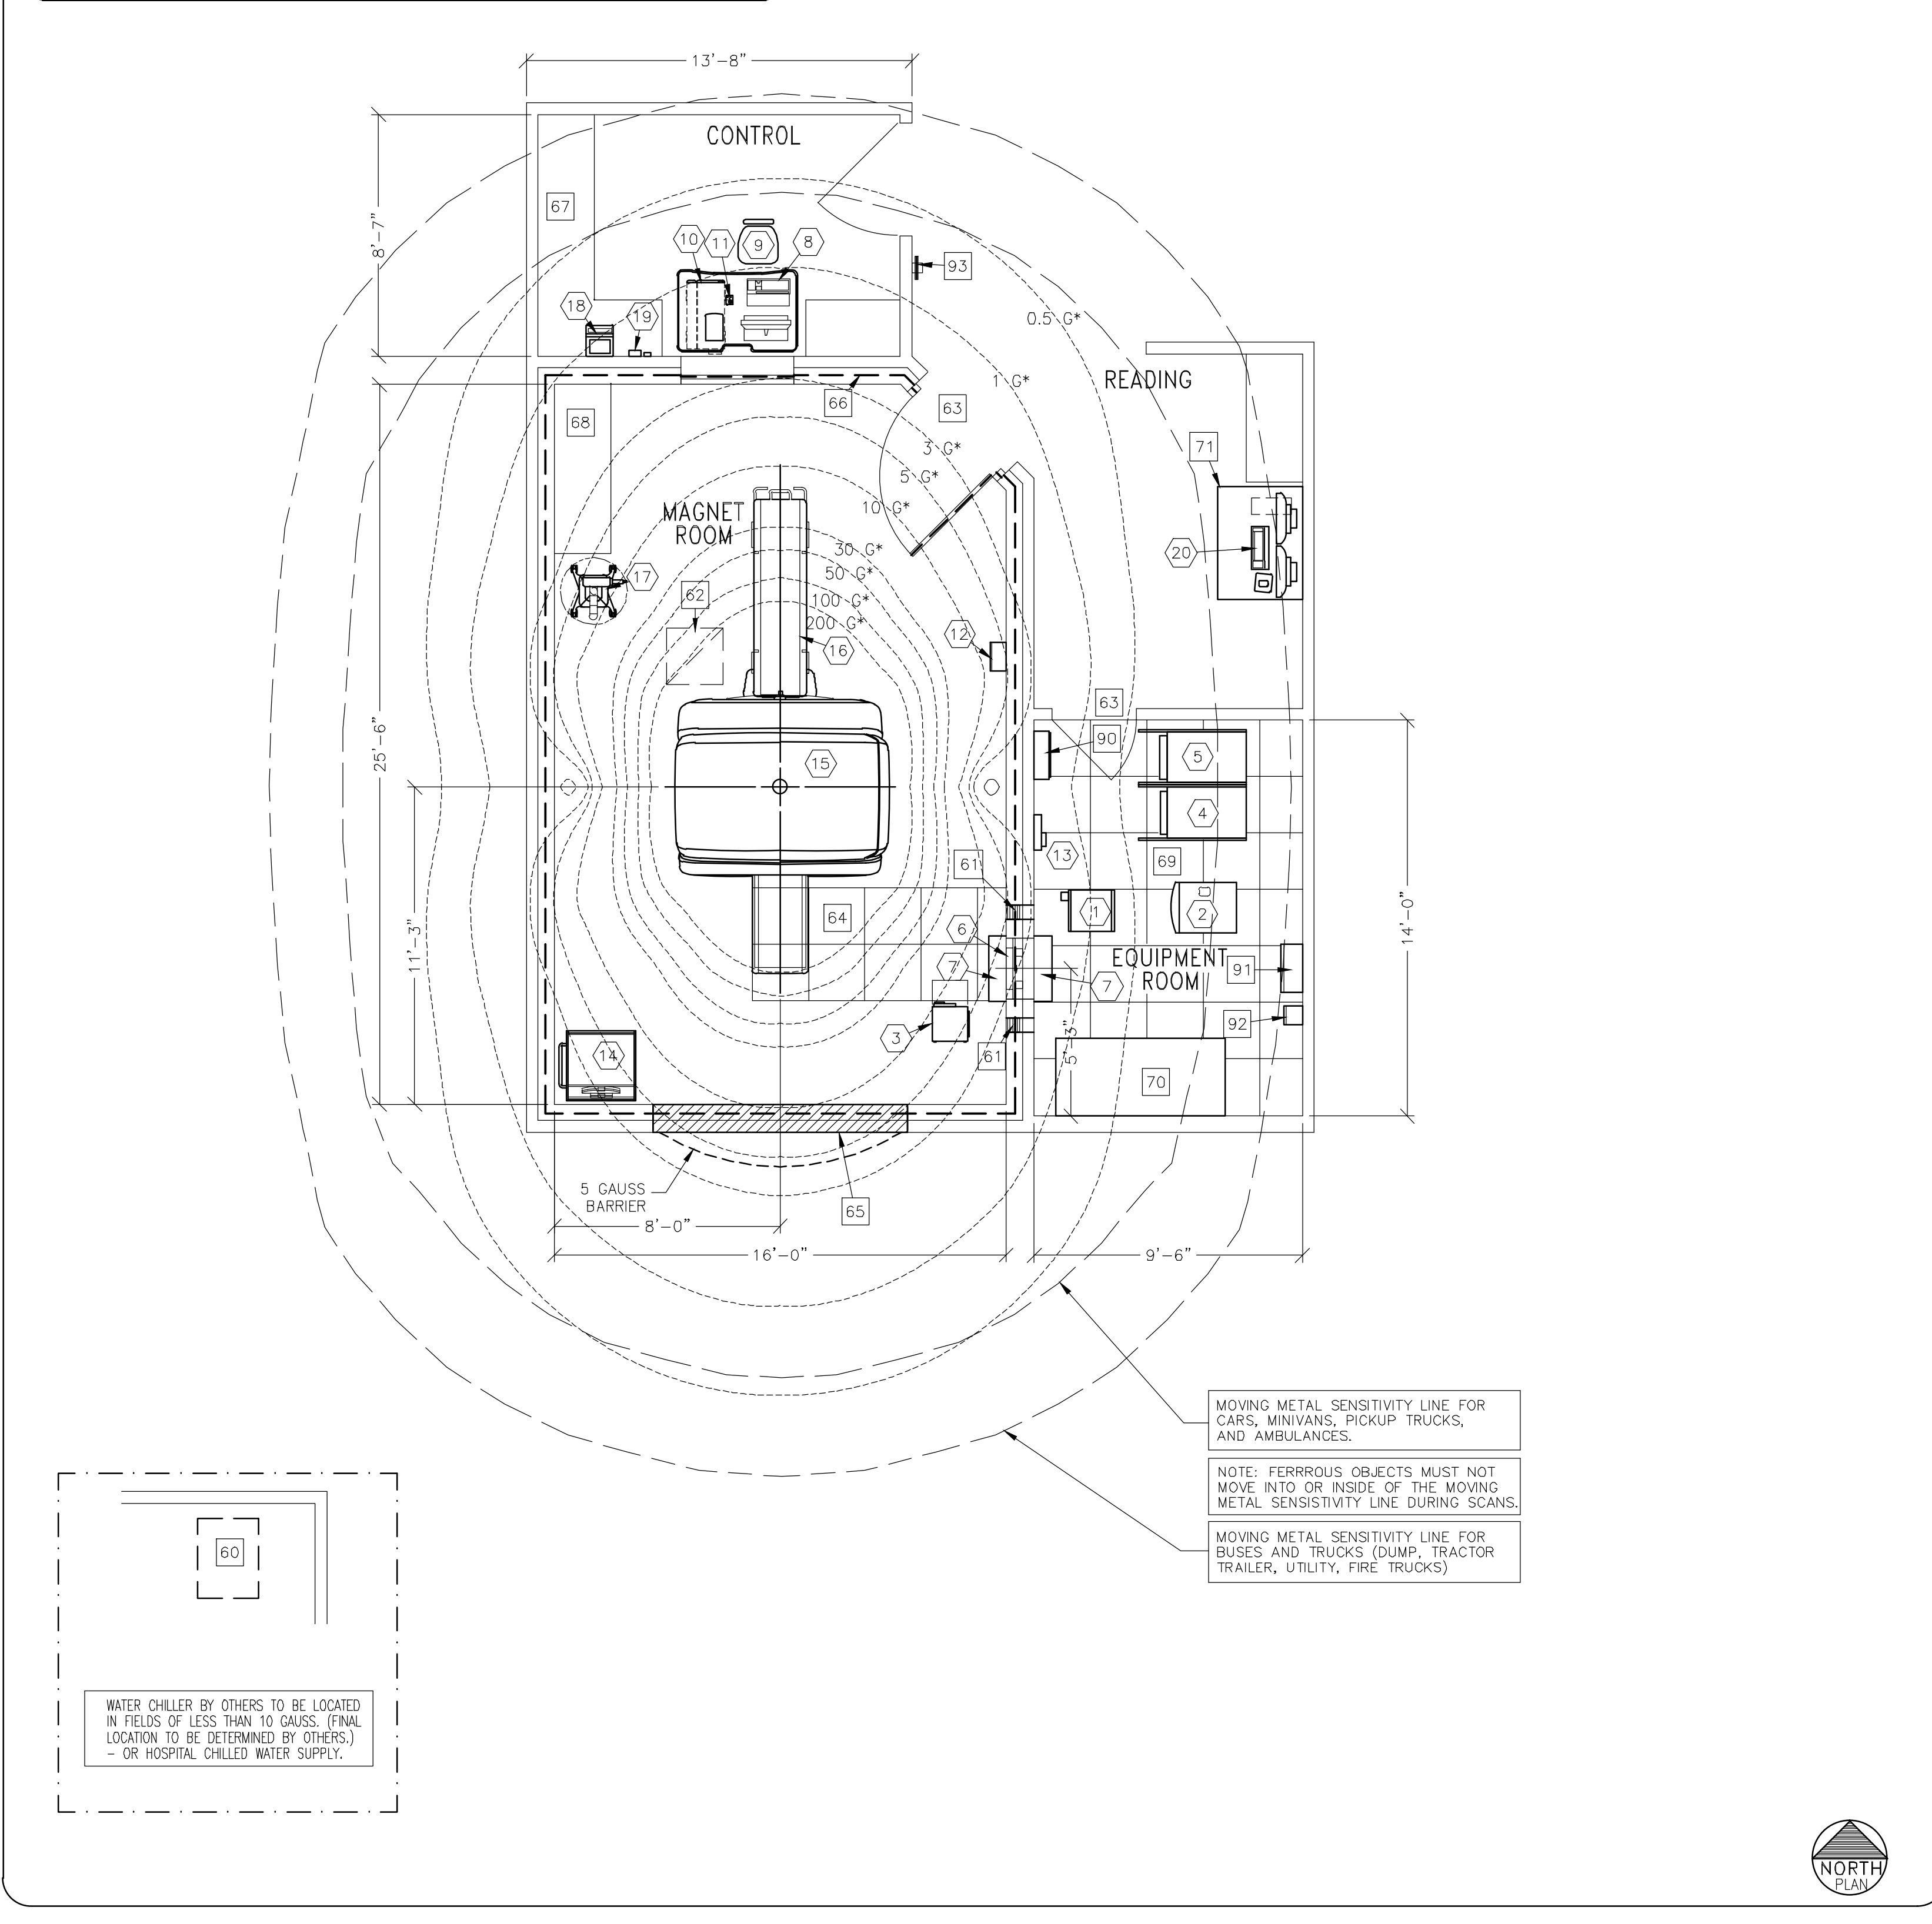 13'-8"
CONTROL
8'-7"
67
10
11
9
8
93
18
19
0.5 G*
1 G*
READING
66
63
68
3 G*
71
5 G*
10 G*
MAGNET
ROOM
30 G*
20
50 G*
17
62
100 G*
200 G*
12
16
25'-6"
63
90
15
5
4
13
69
61
14'-0"
64
1
2
6
11'-3"
7
EQUIPMENT
ROOM
91
7
92
3
5'-3"
14
61
70
5 GAUSS
BARRIER
65
8'-0"
16'-0"
9'-6"
MOVING METAL SENSITIVITY LINE FOR
CARS, MINIVANS, PICKUP TRUCKS,
AND AMBULANCES.
NOTE: FERRROUS OBJECTS MUST NOT
MOVE INTO OR INSIDE OF THE MOVING
METAL SENSISTIVITY LINE DURING SCANS.
MOVING METAL SENSITIVITY LINE FOR
BUSES AND TRUCKS (DUMP, TRACTOR
TRAILER, UTILITY, FIRE TRUCKS)
60
WATER CHILLER BY OTHERS TO BE LOCATED
IN FIELDS OF LESS THAN 10 GAUSS. (FINAL
LOCATION TO BE DETERMINED BY OTHERS.)
- OR HOSPITAL CHILLED WATER SUPPLY.
NORTH
PLAN